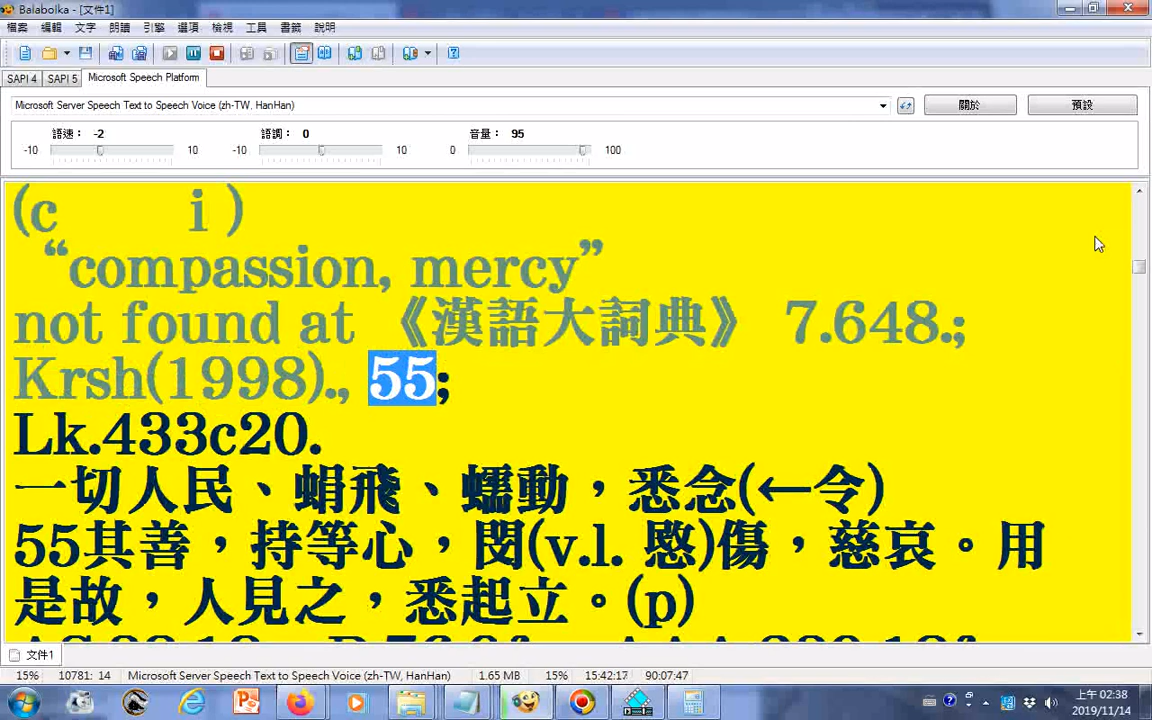 Balabolka - [文件1]
檔案 編輯 文字 朗讀 引擎 選項 檢視 工具 書籤 說明
SAPI 4 SAPI 5 Microsoft Speech Platform
Microsoft Server Speech Text to Speech Voice (zh-TW, HanHan) 關於 預設
語速： -2 語調： 0 音量： 95
-10 10 -10 10 0 100
(c i )
“compassion, mercy”
not found at 《漢語大詞典》 7.648.;
Krsh(1998)., 55;
Lk.433c20.
一切人民、蜎飛、蠕動，悉念(←令)
55其善，持等心，閔(v.l. 愍)傷，慈哀。用
是故，人見之，悉起立。(p)
文件1
15% 10781: 14 Microsoft Server Speech Text to Speech Voice (zh-TW, HanHan) 1.65 MB 15% 15:42:17 90:07:47
上午 02:38
2019/11/14